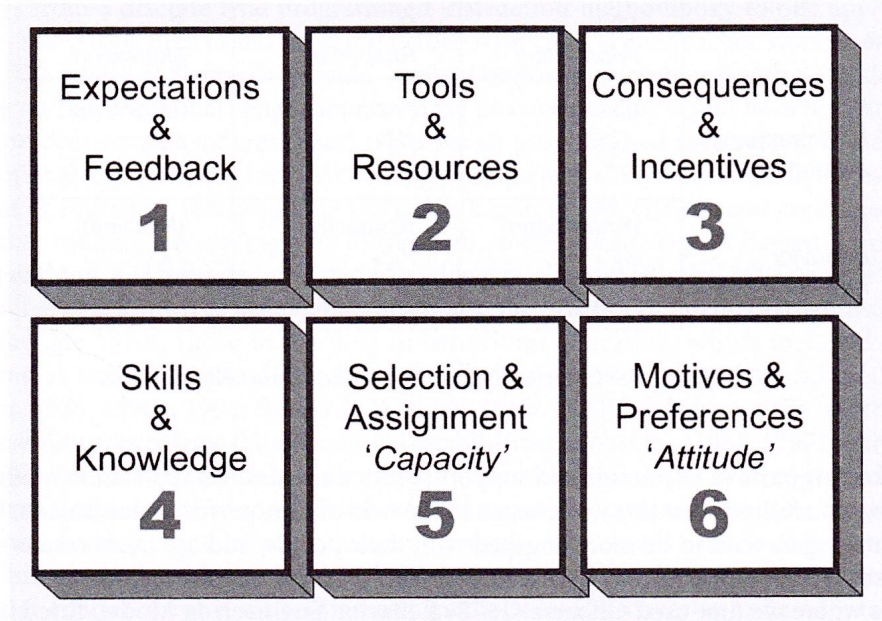 Expectations
&
Feedback
1
Tools
&
Resources
2
Consequences
&
Incentives
3
Skills
&
Knowledge
4
Selection &
Assignment
‘Capacity’
5
Motives &
Preferences
‘Attitude’
6